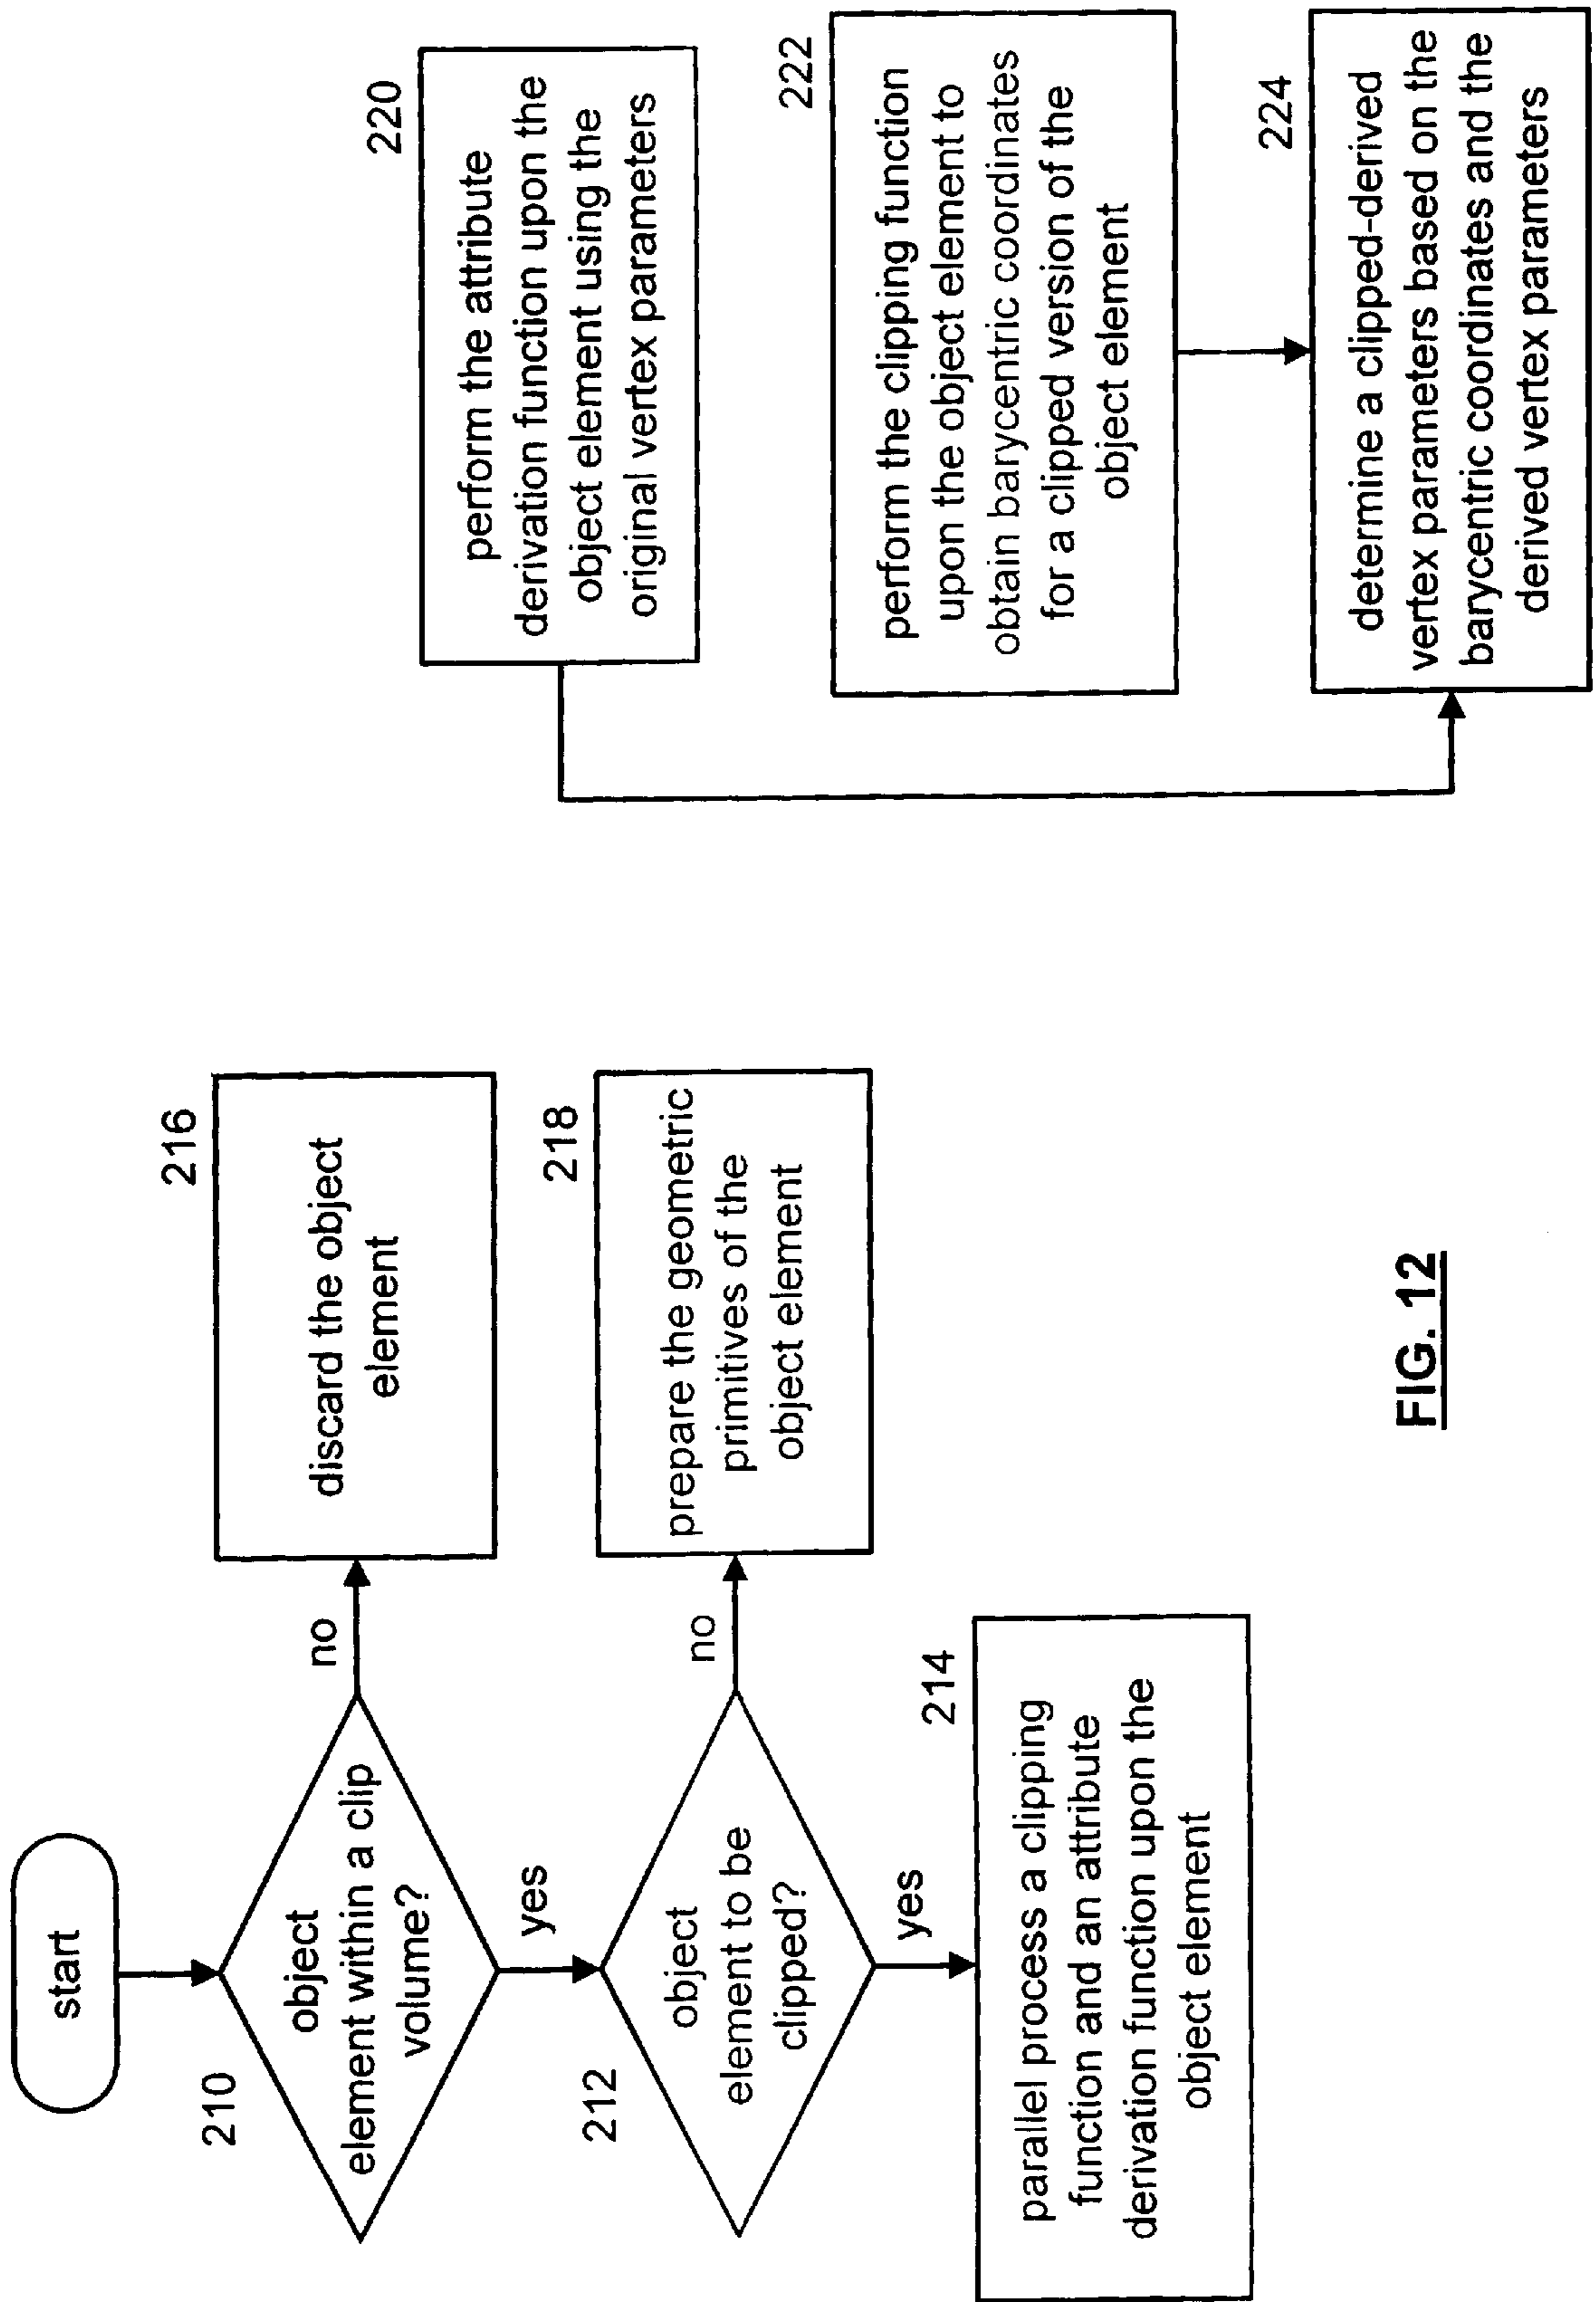 start
210
object
element within a clip
volume?
no
216
discard the object
element
yes
212
object
element to be
clipped?
no
218
prepare the geometric
primitives of the
object element
yes
214
parallel process a clipping
function and an attribute
derivation function upon the
object element
220
perform the attribute
derivation function upon the
object element using the
original vertex parameters
222
perform the clipping function
upon the object element to
obtain barycentric coordinates
for a clipped version of the
object element
224
determine a clipped-derived
vertex parameters based on the
barycentric coordinates and the
derived vertex parameters
FIG. 12